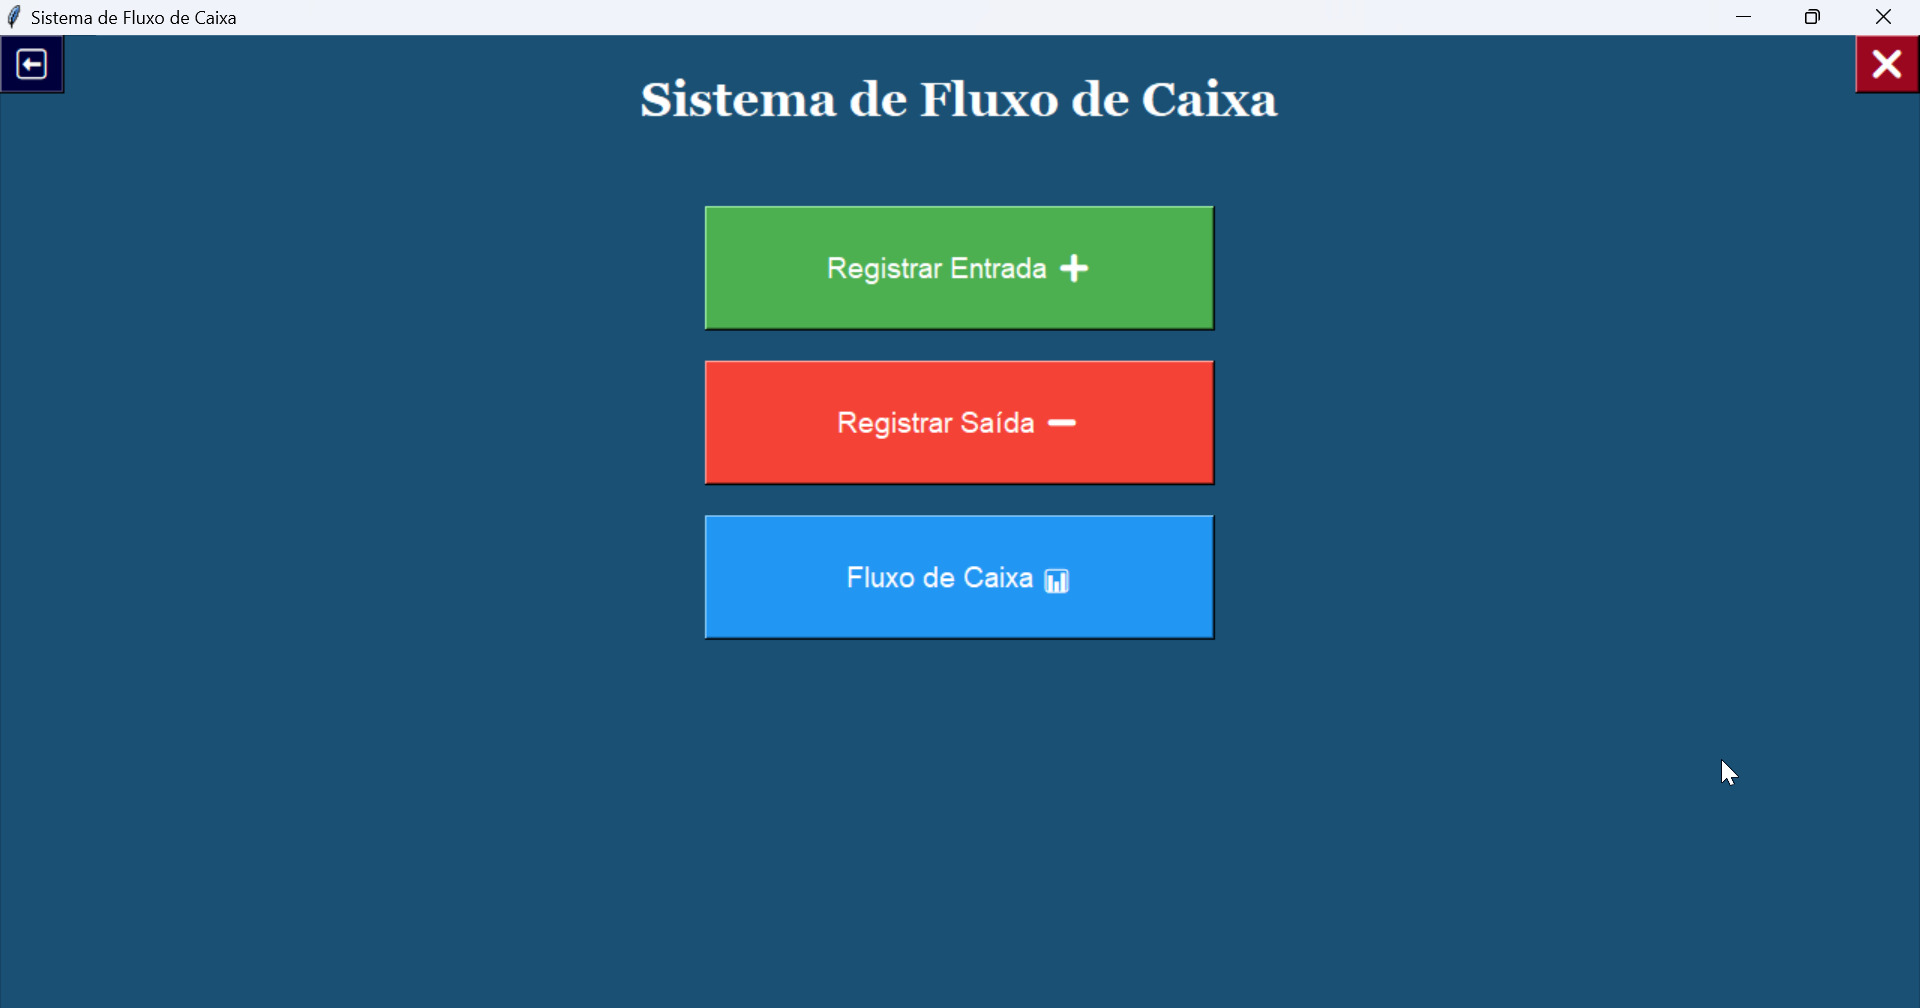 Sistema de Fluxo de Caixa
Sistema de Fluxo de Caixa
Registrar Entrada ➕
Registrar Saída ➖
Fluxo de Caixa 📊